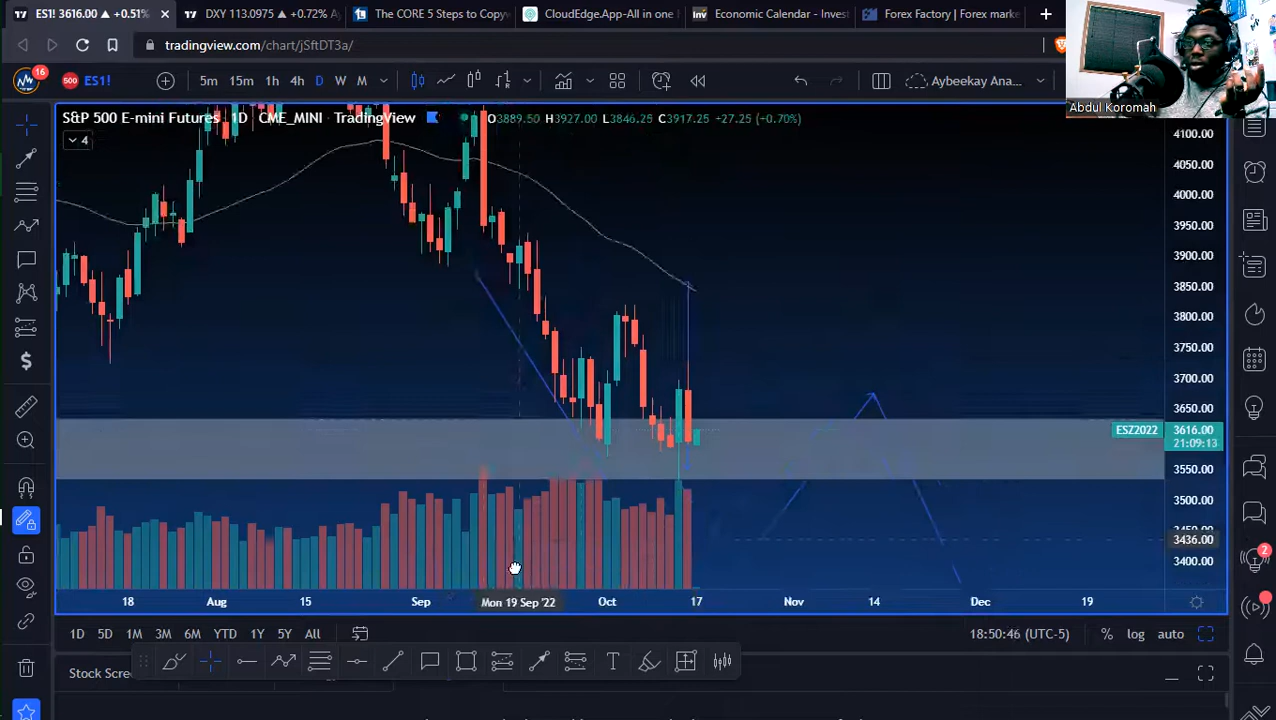 ES1! 3616.00 ▲ +0.51%
DXY 113.0975 ▲ +0.72%
The CORE 5 Steps to Copyw
CloudEdge.App-All in one
Economic Calendar - Invest
Forex Factory | Forex marke
tradingview.com/chart/jSftDT3a/
Abdul Koromah
16
500
ES1!
5m 15m 1h 4h D W M
Aybeekay Ana...
S&P 500 E-mini Futures · 1D · CME_MINI · TradingView
O3889.50 H3927.00 L3846.25 C3917.25 +27.25 (+0.70%)
4
4100.00
4050.00
4000.00
3950.00
3900.00
3850.00
3800.00
3750.00
3700.00
3650.00
ESZ2022 3616.00
21:09:13
3550.00
3500.00
3436.00
3400.00
2
18 Aug 15 Sep Mon 19 Sep '22 Oct 17 Nov 14 Dec 19
1D 5D 1M 3M 6M YTD 1Y 5Y All
18:50:46 (UTC-5) % log auto
Stock Scre